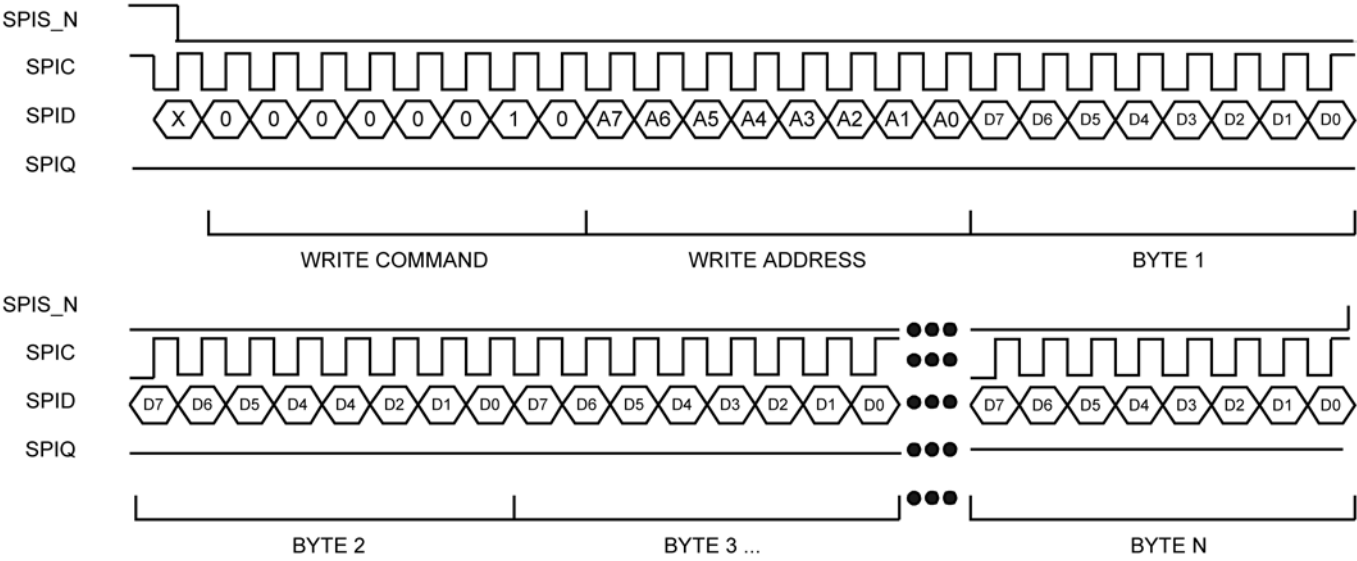 SPIS_N
SPIC
SPID X 0 0 0 0 0 0 1 0 A7 A6 A5 A4 A3 A2 A1 A0 D7 D6 D5 D4 D3 D2 D1 D0
SPIQ
WRITE COMMAND WRITE ADDRESS BYTE 1
SPIS_N
SPIC
SPID D7 D6 D5 D4 D4 D2 D1 D0 D7 D6 D5 D4 D3 D2 D1 D0 D7 D6 D5 D4 D3 D2 D1 D0
SPIQ
BYTE 2 BYTE 3 ... BYTE N